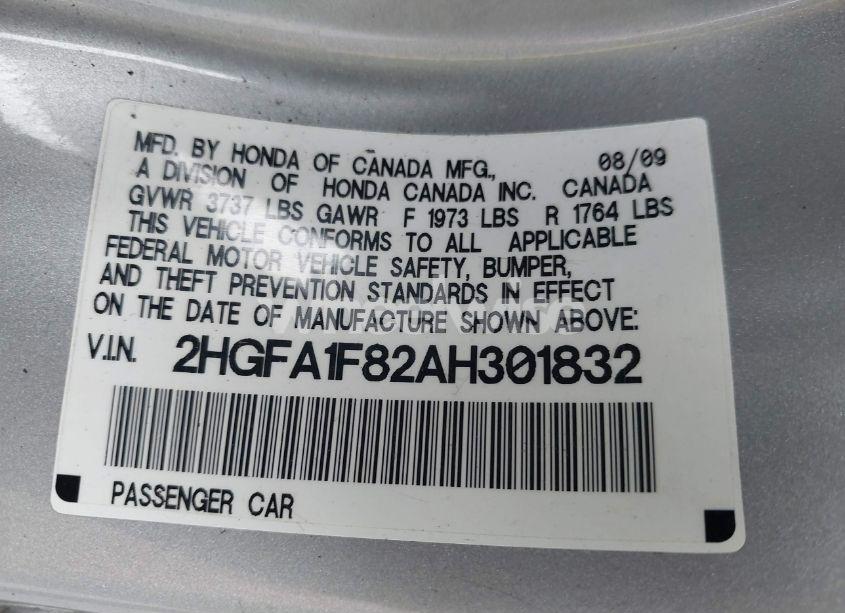 MFD. BY HONDA OF CANADA MFG., 08/09
A DIVISION OF HONDA CANADA INC. CANADA
GVWR 3737 LBS GAWR F 1973 LBS R 1764 LBS
THIS VEHICLE CONFORMS TO ALL APPLICABLE
FEDERAL MOTOR VEHICLE SAFETY, BUMPER,
AND THEFT PREVENTION STANDARDS IN EFFECT
ON THE DATE OF MANUFACTURE SHOWN ABOVE:
V.I.N. 2HGFA1F82AH301832
PASSENGER CAR